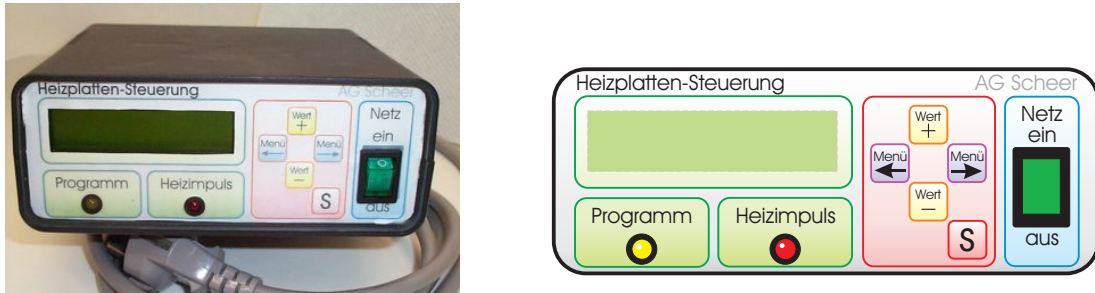 Heizplatten-Steuerung AG Scheer
Netz
ein
Wert
+
Menü Menü
Wert
−
Programm Heizimpuls
S
aus
Heizplatten-Steuerung AG Scheer
Netz
ein
Wert
+
Menü Menü
Wert
−
Programm Heizimpuls
S
aus